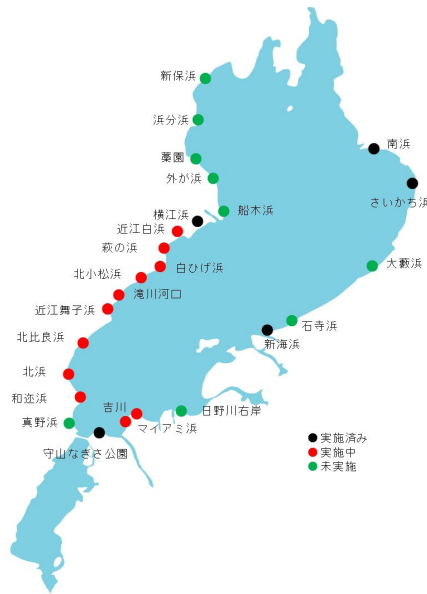 新保浜
浜分浜
南浜
藁園
外が浜
さいかち浜
船木浜
横江浜
近江白浜
萩の浜
白ひげ浜
大藪浜
北小松浜
滝川河口
近江舞子浜
石寺浜
北比良浜
新海浜
北浜
和迩浜
吉川
日野川右岸
真野浜
マイアミ浜
守山なぎさ公園
実施済み
実施中
未実施